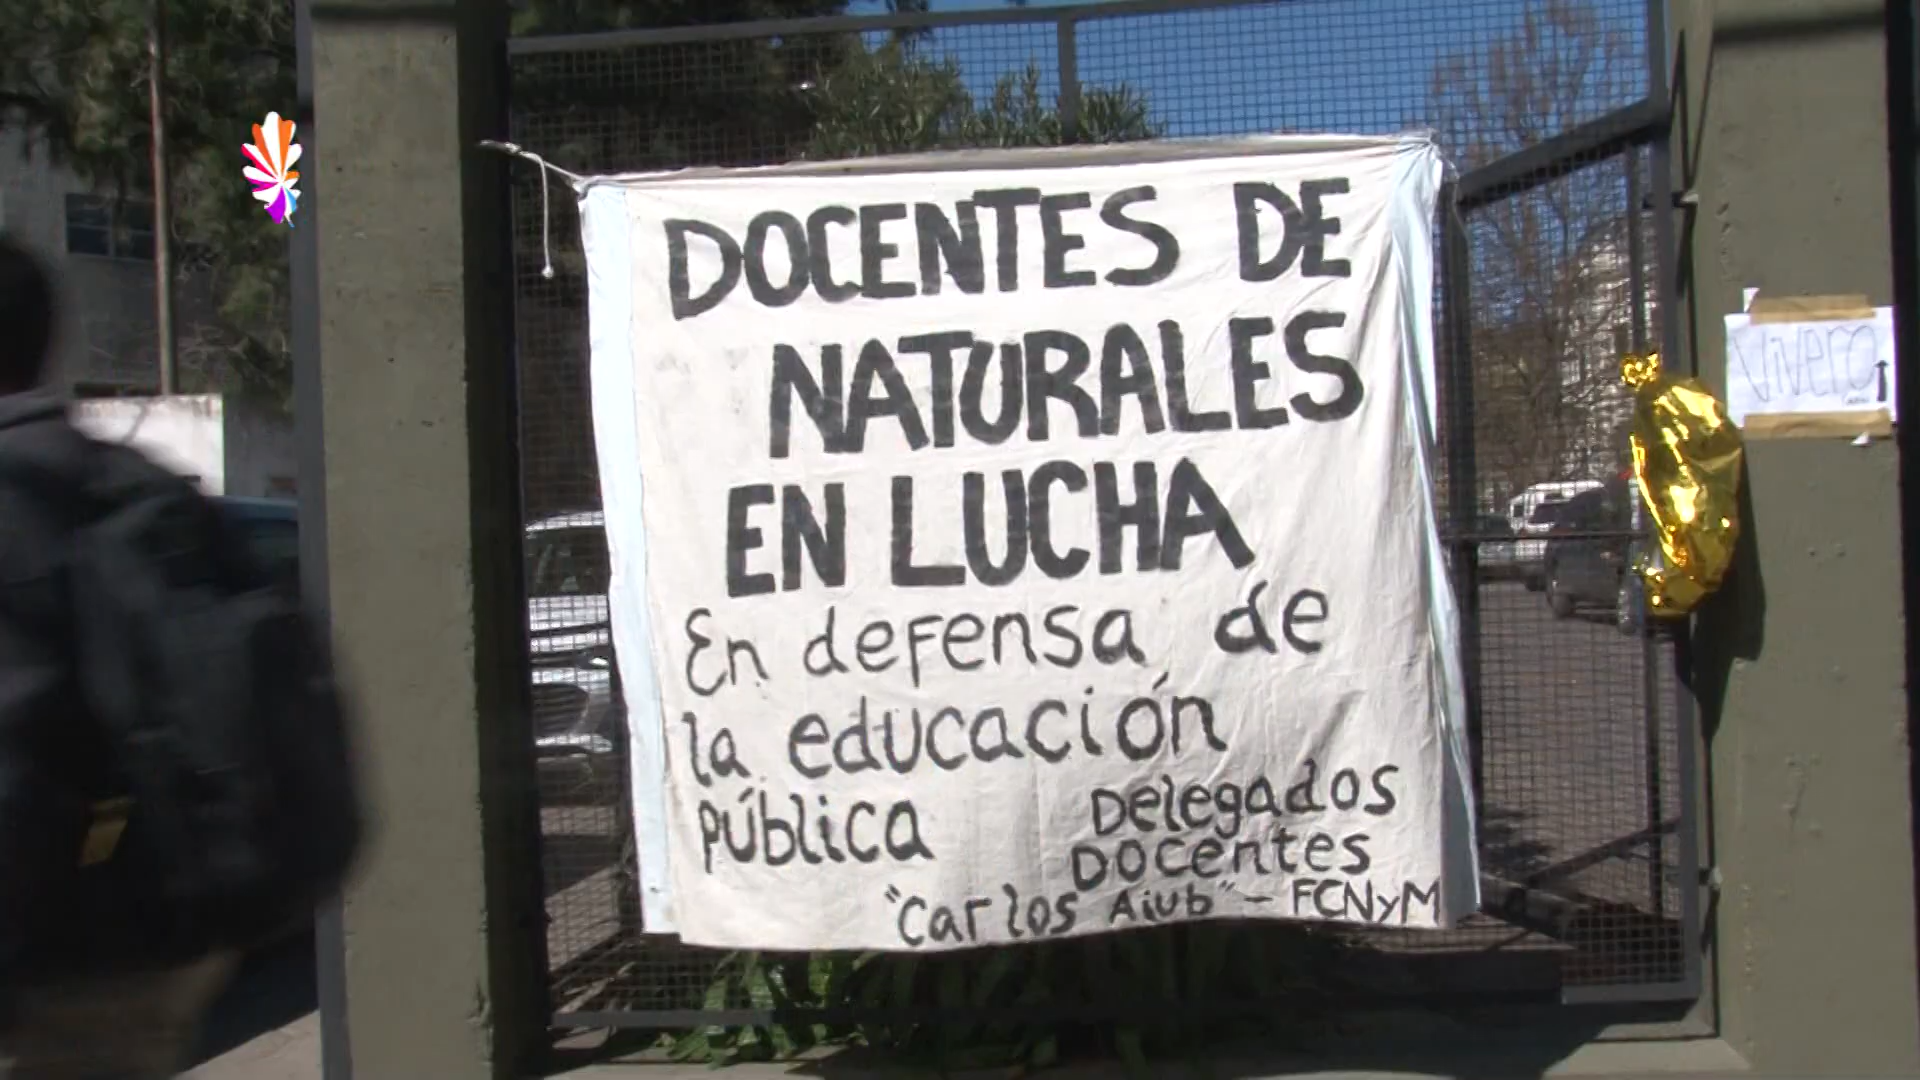 DOCENTES DE
NATURALES
EN LUCHA
En defensa de
la educación
pública
Delegados
Docentes
"Carlos Aiub" - FCNyM
Vivero